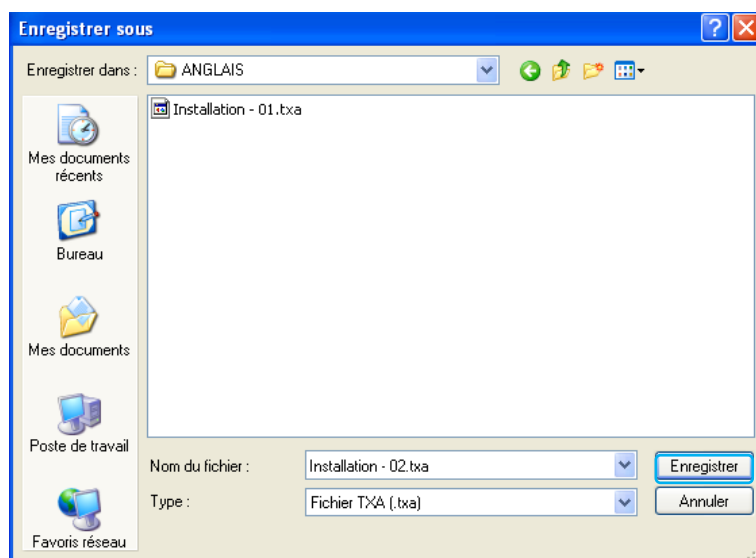 Enregistrer sous
Enregistrer dans :
ANGLAIS
Installation - 01.txa
Mes documents
récents
Bureau
Mes documents
Poste de travail
Favoris réseau
Nom du fichier :
Installation - 02.txa
Enregistrer
Type :
Fichier TXA (.txa)
Annuler